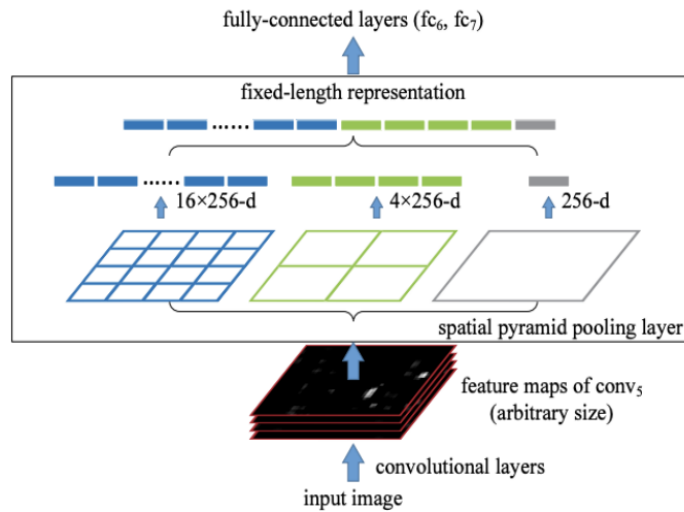 fully-connected layers (fc6, fc7)
fixed-length representation
......
......
16×256-d
4×256-d
256-d
spatial pyramid pooling layer
feature maps of conv5
(arbitrary size)
convolutional layers
input image